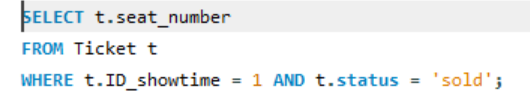 SELECT t.seat_number
FROM Ticket t
WHERE t.ID_showtime = 1 AND t.status = 'sold';